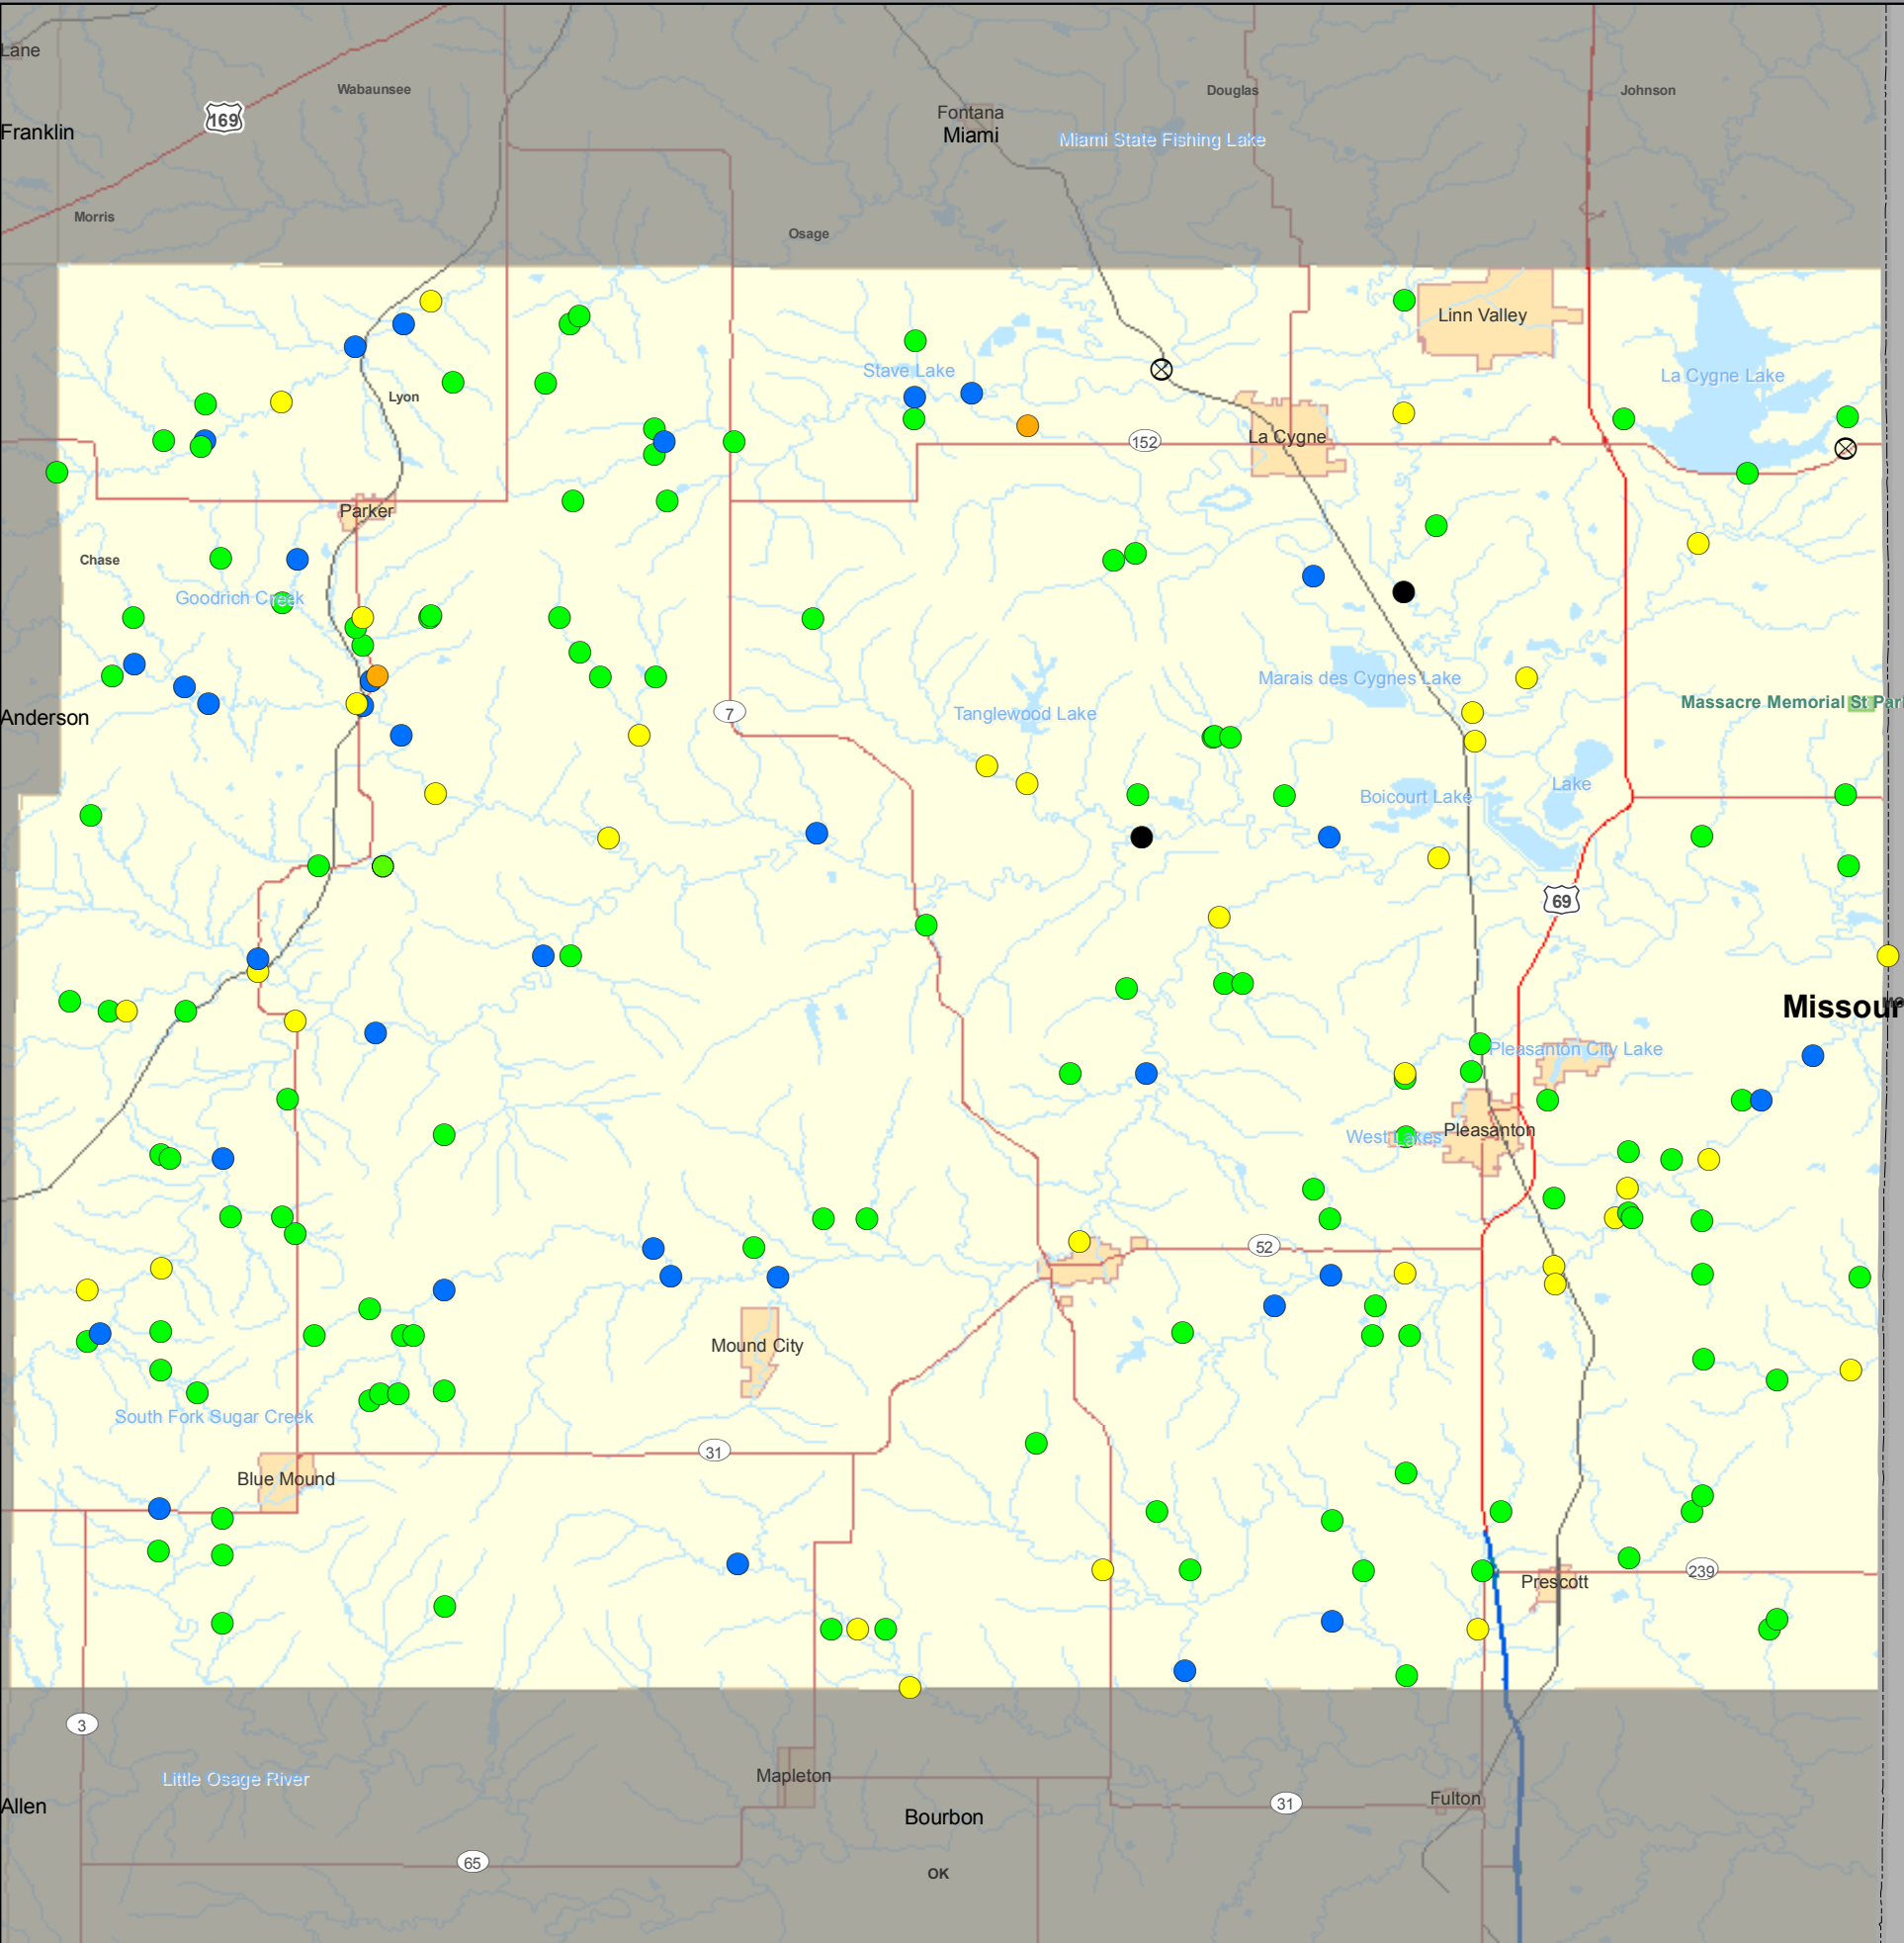 Lane
Wabaunsee
Douglas
Johnson
169
Fontana
Franklin
Miami
Miami State Fishing Lake
Morris
Osage
Linn Valley
Stave Lake
La Cygne Lake
Lyon
La Cygne
152
Parker
Chase
Goodrich Creek
Marais des Cygnes Lake
Massacre Memorial St Par
Anderson
7
Tanglewood Lake
Lake
Boicourt Lake
69
Missour
Pleasanton City Lake
West Lakes
Pleasanton
52
Mound City
South Fork Sugar Creek
31
Blue Mound
239
Prescott
3
Mapleton
Little Osage River
Fulton
31
Allen
Bourbon
65
OK